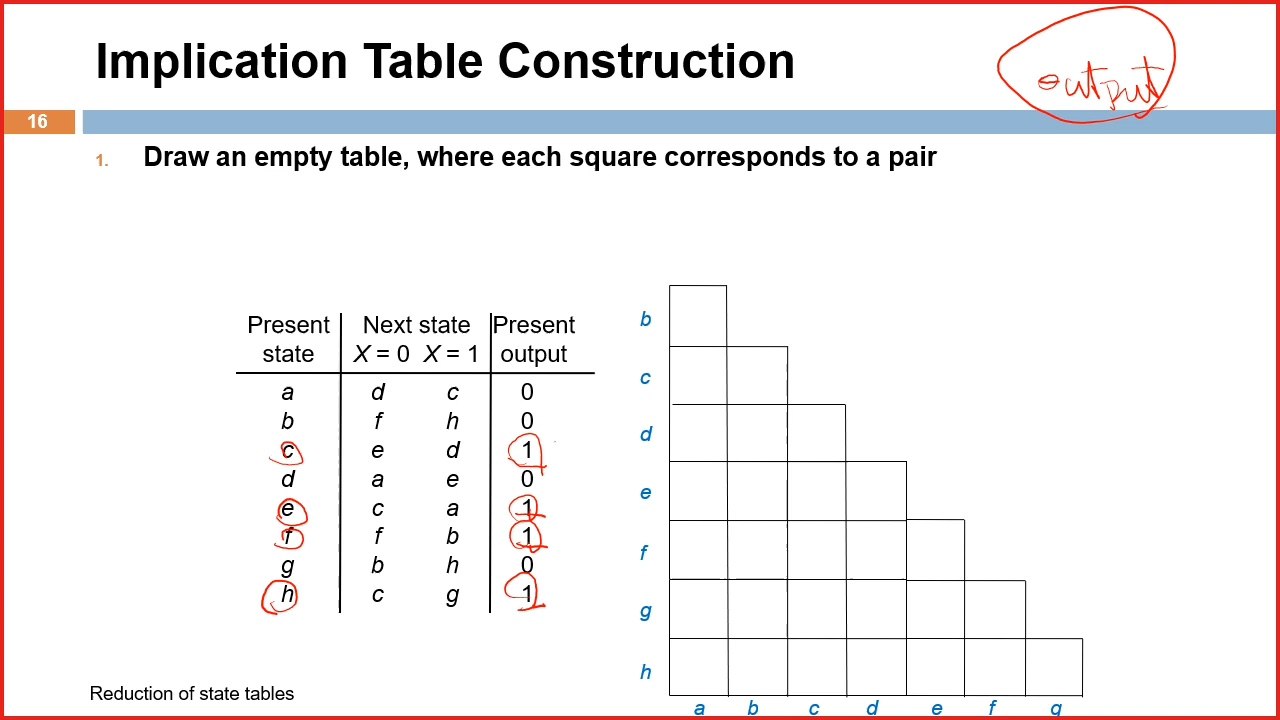 Implication Table Construction
output
16
1. Draw an empty table, where each square corresponds to a pair
Present Next state Present
state X = 0 X = 1 output
a d c 0
b f h 0
c e d 1
d a e 0
e c a 1
f f b 1
g b h 0
h c g 1
b
c
d
e
f
g
h
a b c d e f g
Reduction of state tables